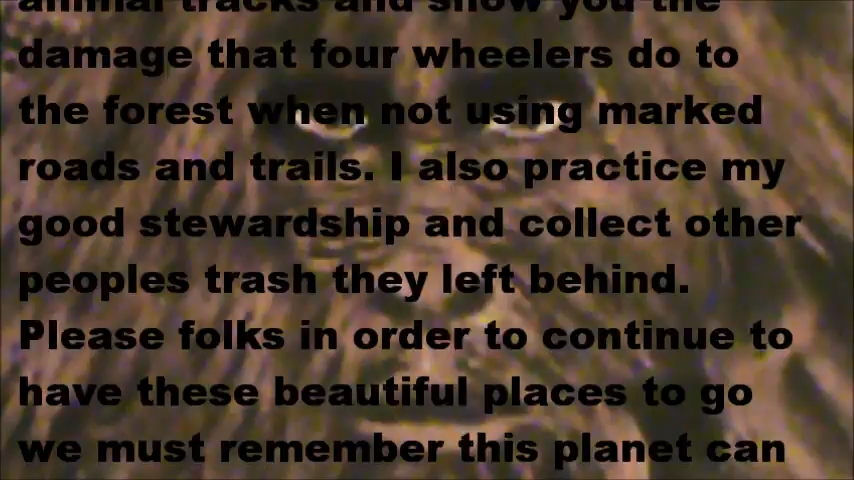 animal tracks and show you the
damage that four wheelers do to
the forest when not using marked
roads and trails. I also practice my
good stewardship and collect other
peoples trash they left behind.
Please folks in order to continue to
have these beautiful places to go
we must remember this planet can